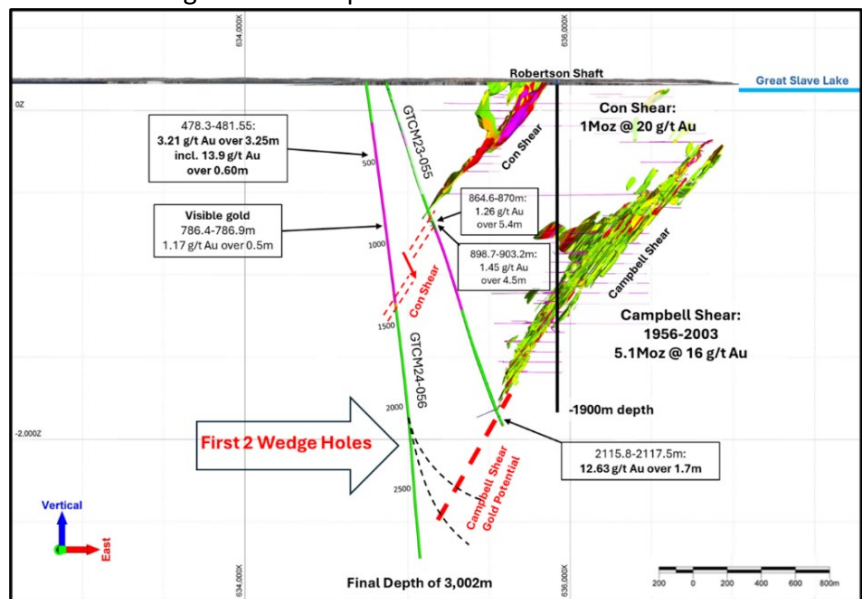 634,000X
636,000X
Robertson Shaft
Great Slave Lake
0Z
Con Shear:
1Moz @ 20 g/t Au
478.3-481.55:
3.21 g/t Au over 3.25m
incl. 13.9 g/t Au
over 0.60m
GTCM23-055
Con Shear
500
864.6-870m:
1.26 g/t Au
over 5.4m
Visible gold
786.4-786.9m
1.17 g/t Au over 0.5m
1000
898.7-903.2m:
1.45 g/t Au
over 4.5m
Campbell Shear
Con Shear
Campbell Shear:
1956-2003
5.1Moz @ 16 g/t Au
1500
GTCM24-056
2000
-1900m depth
-2,000Z
First 2 Wedge Holes
2115.8-2117.5m:
12.63 g/t Au over 1.7m
2500
Campbell Shear
Gold Potential
Vertical
East
Final Depth of 3,002m
634,000X
636,000X
200 0 200 400 600 800m